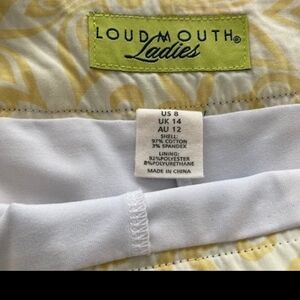 LOUDMOUTH®
Ladies
US 8
UK 14
AU 12
SHELL:
97% COTTON
3% SPANDEX
LINING:
92%POLYESTER
8%POLYURETHANE
MADE IN CHINA